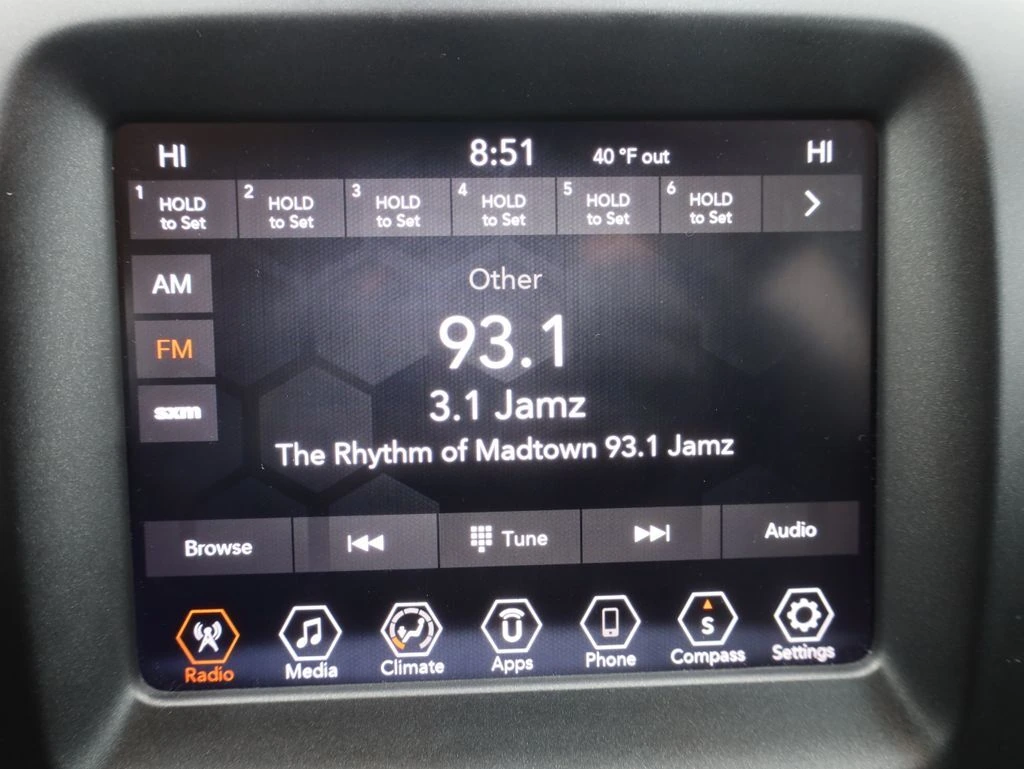 HI 8:51 40 °F out HI
1 HOLD to Set
2 HOLD to Set
3 HOLD to Set
4 HOLD to Set
5 HOLD to Set
6 HOLD to Set
AM
FM
sxm
Other
93.1
3.1 Jamz
The Rhythm of Madtown 93.1 Jamz
Browse Tune Audio
U S
Radio Media Climate Apps Phone Compass Settings